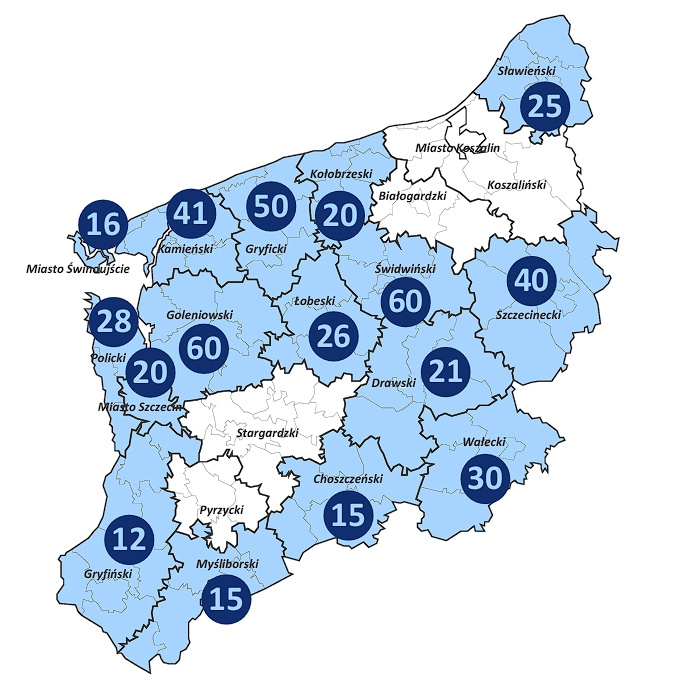 Sławieński
25
Miasto Koszalin
Kołobrzeski
Koszaliński
Białogardzki
41
50
20
16
Kamieński
Gryficki
Miasto Świnoujście
Świdwiński
40
60
Łobeski
Goleniowski
Szczecinecki
28
26
60
Policki
20
21
Drawski
Miasto Szczecin
Stargardzki
Wałecki
30
Choszczeński
15
Pyrzycki
12
Myśliborski
Gryfiński
15